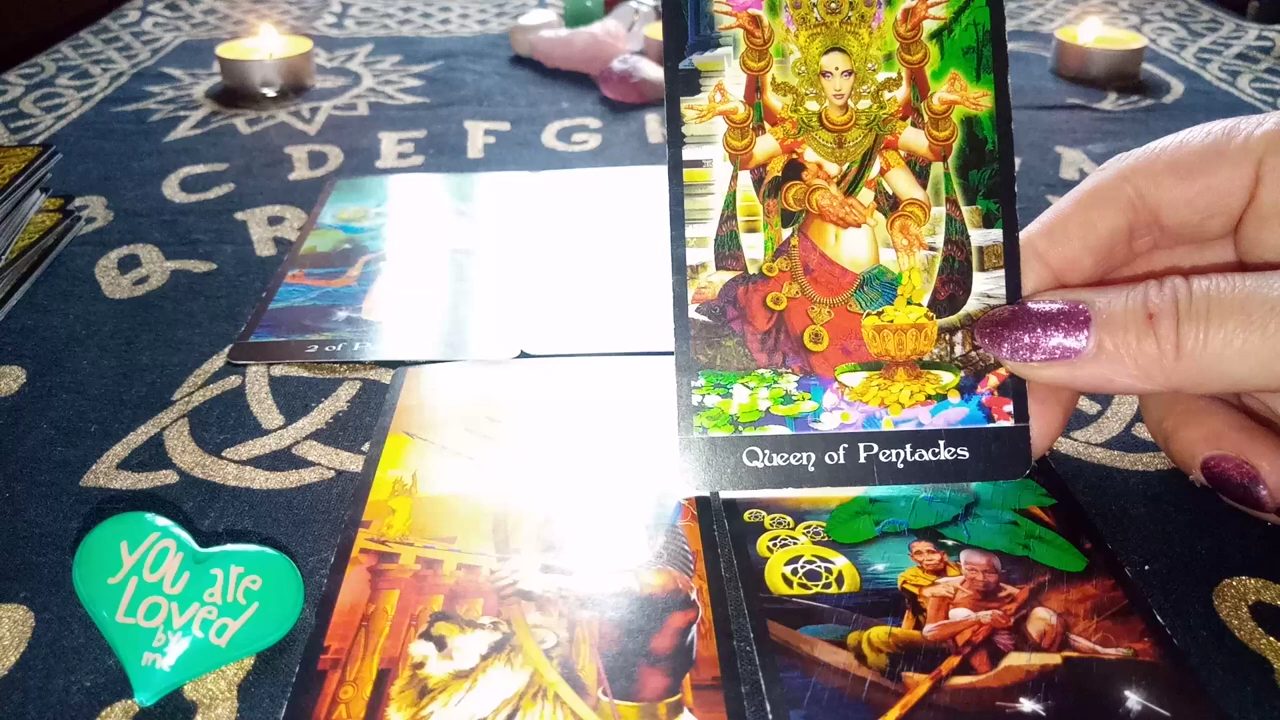 C D E F G H
B
Q R
N
2 of P
Queen of Pentacles
you are
Loved
by
me